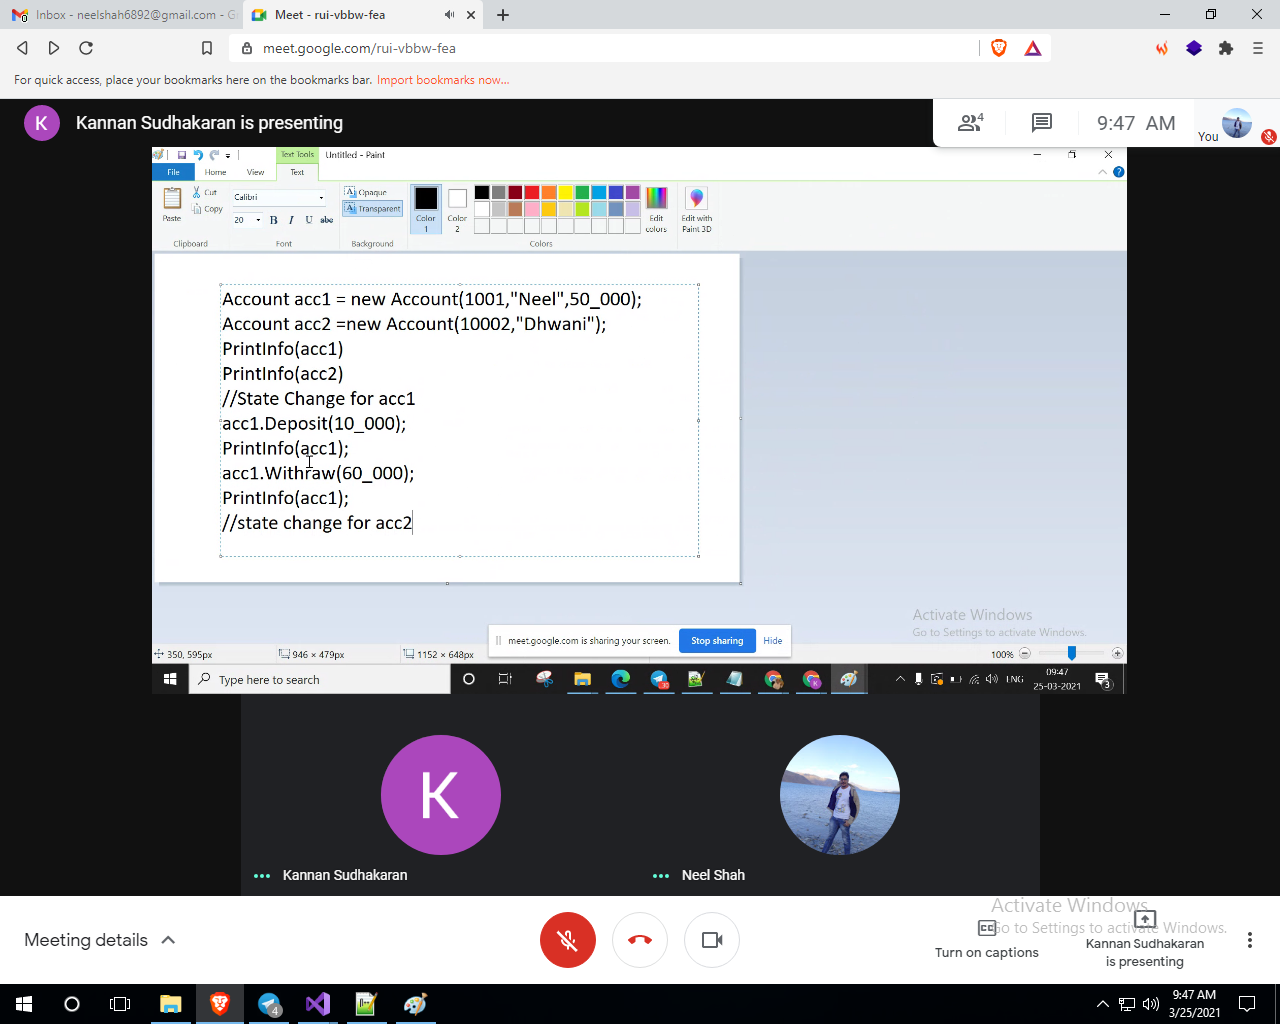 Inbox - neelshah6892@gmail.com - G
Meet - rui-vbbw-fea
meet.google.com/rui-vbbw-fea
For quick access, place your bookmarks here on the bookmarks bar. Import bookmarks now...
K
Kannan Sudhakaran is presenting
4
9:47 AM
You
Text Tools
Untitled - Paint
File
Home
View
Text
Paste
Cut
Copy
Clipboard
Calibri
20
B I U abc
Font
Opaque
Transparent
Background
Color 1
Color 2
Colors
Edit colors
Edit with Paint 3D
Account acc1 = new Account(1001,"Neel",50_000);
Account acc2 =new Account(10002,"Dhwani");
PrintInfo(acc1)
PrintInfo(acc2)
//State Change for acc1
acc1.Deposit(10_000);
PrintInfo(acc1);
acc1.Withraw(60_000);
PrintInfo(acc1);
//state change for acc2
Activate Windows
Go to Settings to activate Windows.
meet.google.com is sharing your screen.
Stop sharing
Hide
350, 595px
946 × 479px
1152 × 648px
100%
Type here to search
ENG
09:47
25-03-2021
3
K
Kannan Sudhakaran
Neel Shah
Meeting details
Turn on captions
Kannan Sudhakaran
is presenting
Activate Windows
Go to Settings to activate Windows.
4
9:47 AM
3/25/2021